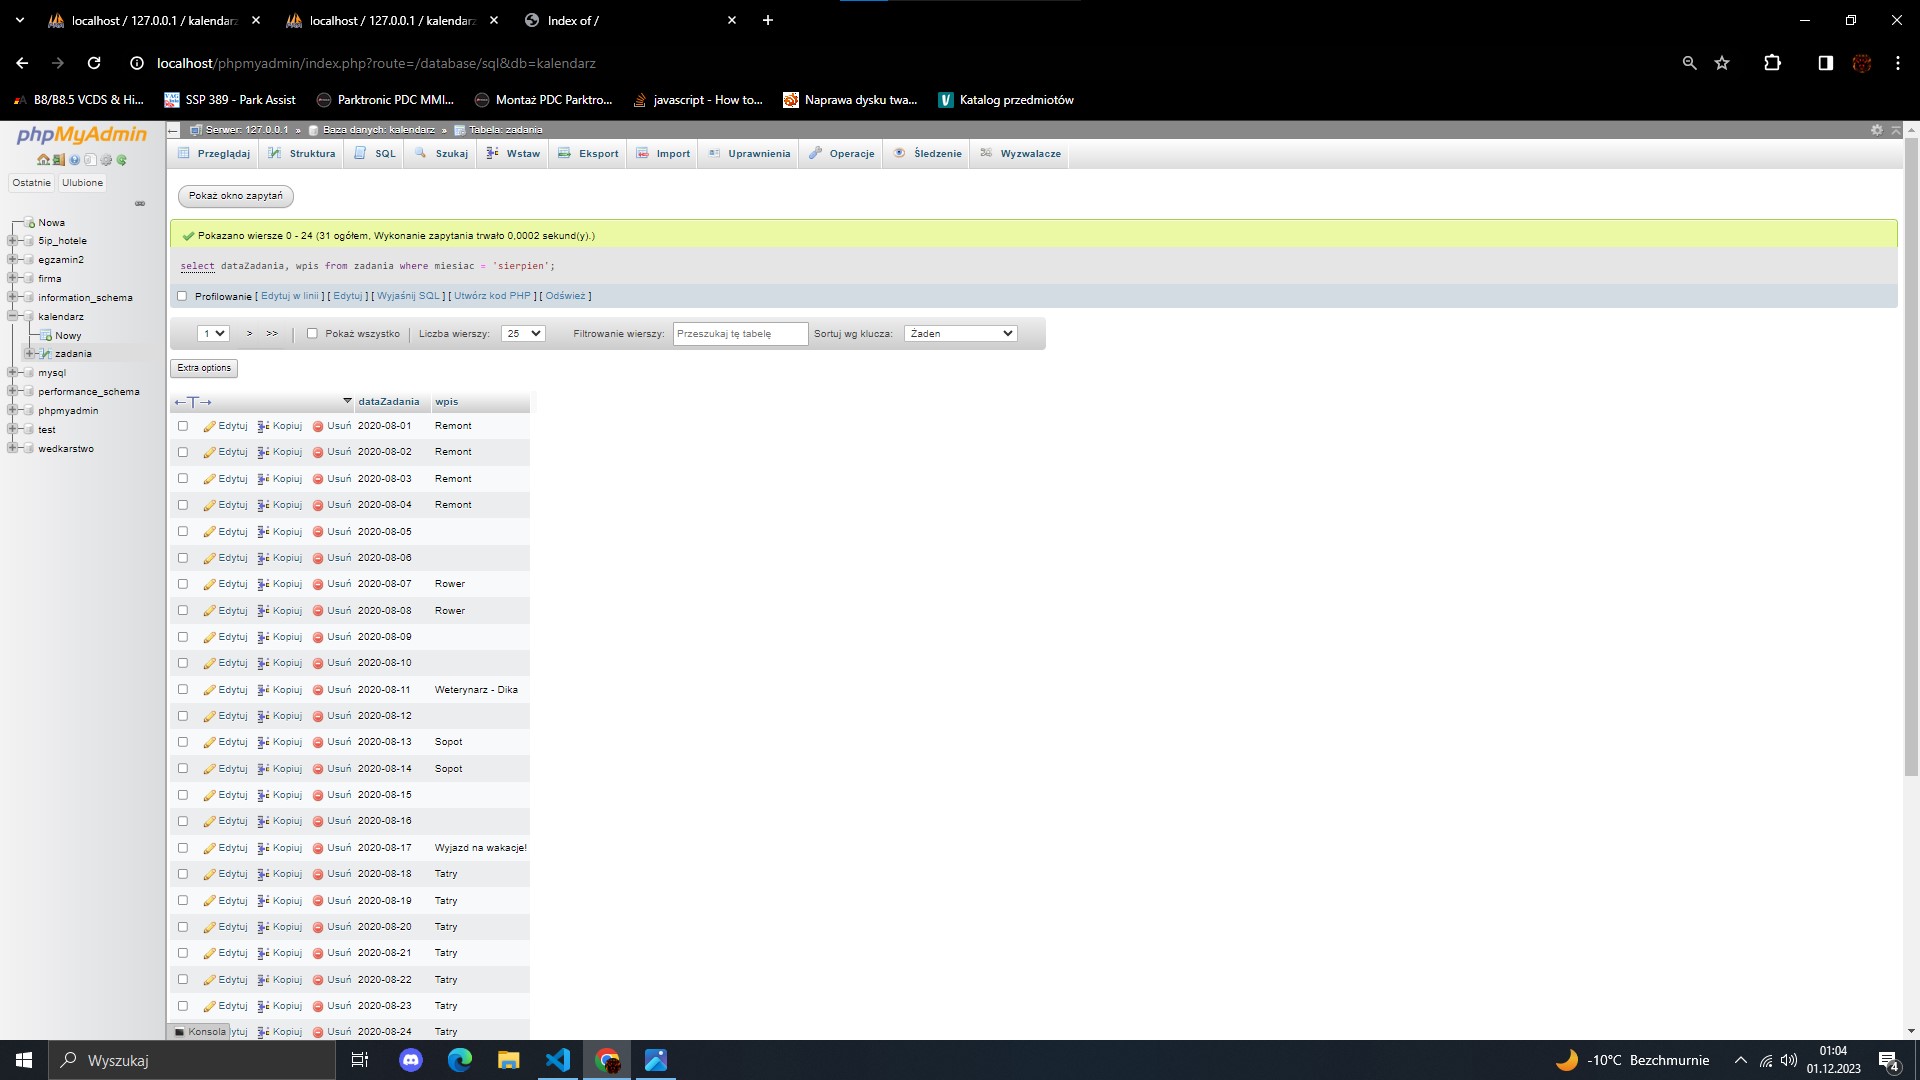 localhost / 127.0.0.1 / kalendarz
localhost / 127.0.0.1 / kalendarz
Index of /
localhost/phpmyadmin/index.php?route=/database/sql&db=kalendarz
B8/B8.5 VCDS & Hi...
SSP 389 - Park Assist
Parktronic PDC MMI...
Montaż PDC Parktro...
javascript - How to...
Naprawa dysku twa...
Katalog przedmiotów
phpMyAdmin
Ostatnie Ulubione
Nowa
5ip_hotele
egzamin2
firma
information_schema
kalendarz
Nowy
zadania
mysql
performance_schema
phpmyadmin
test
wedkarstwo
Serwer: 127.0.0.1 » Baza danych: kalendarz » Tabela: zadania
Przeglądaj Struktura SQL Szukaj Wstaw Eksport Import Uprawnienia Operacje Śledzenie Wyzwalacze
Pokaż okno zapytań
Pokazano wiersze 0 - 24 (31 ogółem, Wykonanie zapytania trwało 0,0002 sekund(y).)
select dataZadania, wpis from zadania where miesiac = 'sierpien';
Profilowanie [ Edytuj w linii ] [ Edytuj ] [ Wyjaśnij SQL ] [ Utwórz kod PHP ] [ Odśwież ]
1 > >> Pokaż wszystko Liczba wierszy: 25 Filtrowanie wierszy: Przeszukaj tę tabelę Sortuj wg klucza: Żaden
Extra options
←T→ dataZadania wpis
Edytuj Kopiuj Usuń 2020-08-01 Remont
Edytuj Kopiuj Usuń 2020-08-02 Remont
Edytuj Kopiuj Usuń 2020-08-03 Remont
Edytuj Kopiuj Usuń 2020-08-04 Remont
Edytuj Kopiuj Usuń 2020-08-05
Edytuj Kopiuj Usuń 2020-08-06
Edytuj Kopiuj Usuń 2020-08-07 Rower
Edytuj Kopiuj Usuń 2020-08-08 Rower
Edytuj Kopiuj Usuń 2020-08-09
Edytuj Kopiuj Usuń 2020-08-10
Edytuj Kopiuj Usuń 2020-08-11 Weterynarz - Dika
Edytuj Kopiuj Usuń 2020-08-12
Edytuj Kopiuj Usuń 2020-08-13 Sopot
Edytuj Kopiuj Usuń 2020-08-14 Sopot
Edytuj Kopiuj Usuń 2020-08-15
Edytuj Kopiuj Usuń 2020-08-16
Edytuj Kopiuj Usuń 2020-08-17 Wyjazd na wakacje!
Edytuj Kopiuj Usuń 2020-08-18 Tatry
Edytuj Kopiuj Usuń 2020-08-19 Tatry
Edytuj Kopiuj Usuń 2020-08-20 Tatry
Edytuj Kopiuj Usuń 2020-08-21 Tatry
Edytuj Kopiuj Usuń 2020-08-22 Tatry
Edytuj Kopiuj Usuń 2020-08-23 Tatry
Konsola ytuj Kopiuj Usuń 2020-08-24 Tatry
Wyszukaj
-10°C Bezchmurnie
01:04
01.12.2023
4